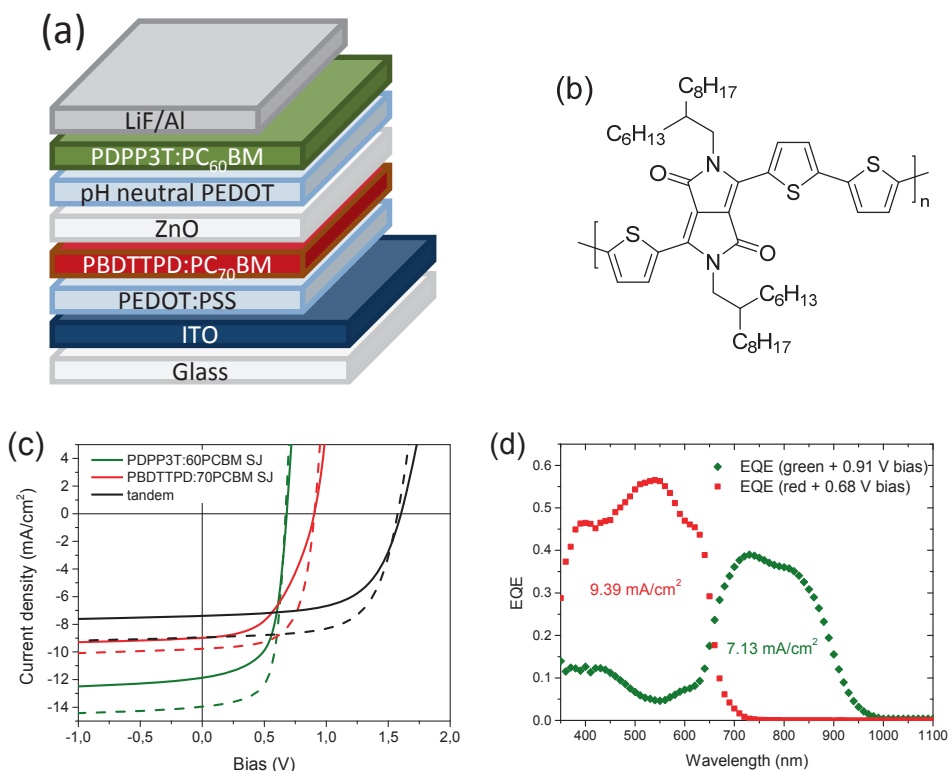 (a)
LiF/Al
PDPP3T:PC60BM
pH neutral PEDOT
ZnO
PBDTTPD:PC70BM
PEDOT:PSS
ITO
Glass
(b)
C8H17
C6H13
N
O
S
S
n
S
O
N
C6H13
C8H17
(c)
4
2
0
-2
-4
-6
-8
-10
-12
-14
Current density (mA/cm2)
PDPP3T:60PCBM SJ
PBDTTPD:70PCBM SJ
tandem
-1,0
-0,5
0,0
0,5
1,0
1,5
2,0
Bias (V)
(d)
0.6
0.5
0.4
0.3
0.2
0.1
0.0
EQE
EQE (green + 0.91 V bias)
EQE (red + 0.68 V bias)
9.39 mA/cm2
7.13 mA/cm2
400 500 600 700 800 900 1000 1100
Wavelength (nm)